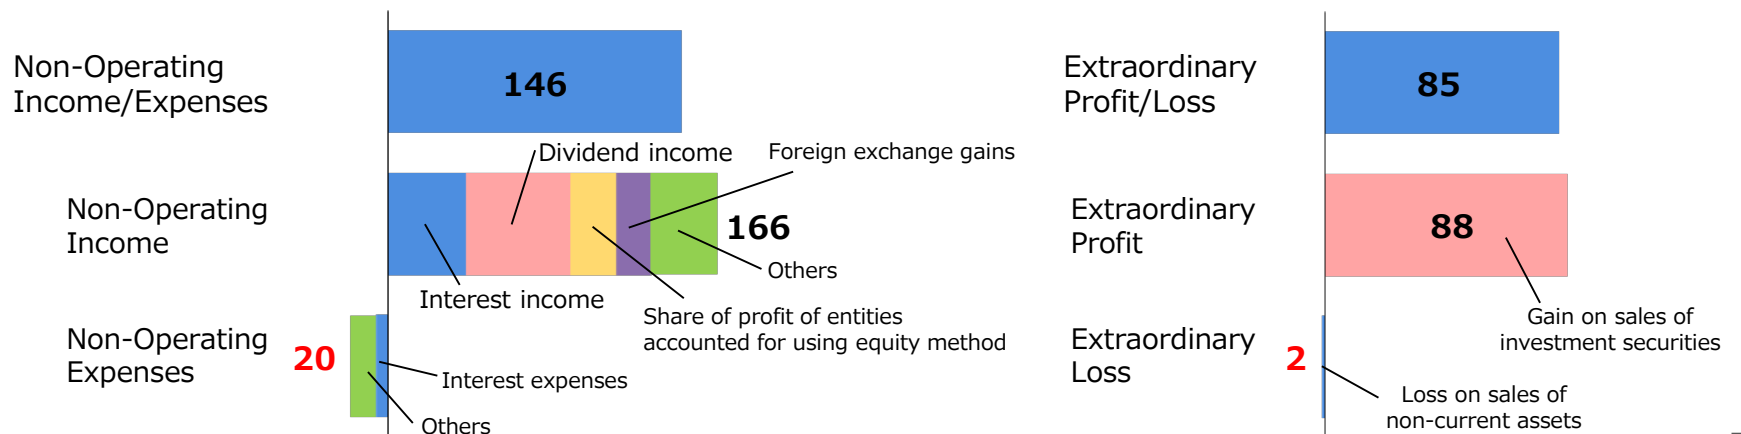 Non-Operating
Income/Expenses
146
Dividend income
Foreign exchange gains
Non-Operating
Income
166
Others
Interest income
Share of profit of entities
accounted for using equity method
Non-Operating
Expenses
20
Interest expenses
Others
Extraordinary
Profit/Loss
85
Extraordinary
Profit
88
Gain on sales of
investment securities
Extraordinary
Loss
2
Loss on sales of
non-current assets